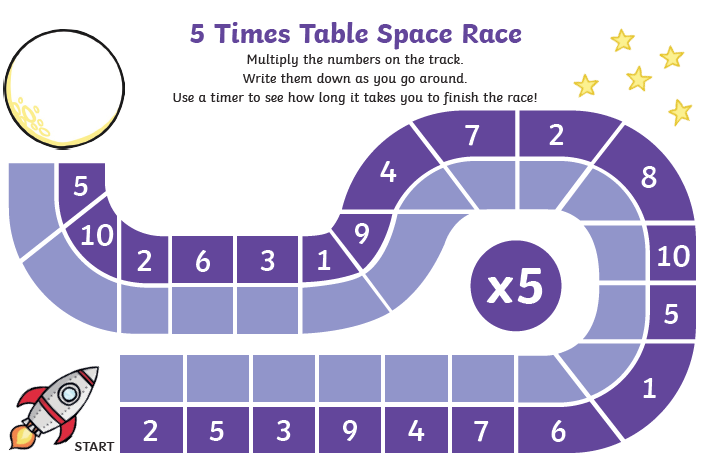 5 Times Table Space Race
Multiply the numbers on the track.
Write them down as you go around.
Use a timer to see how long it takes you to finish the race!
7 2
4 8
5
10 9
2 6 3 1 10
x5
5
1
START 2 5 3 9 4 7 6